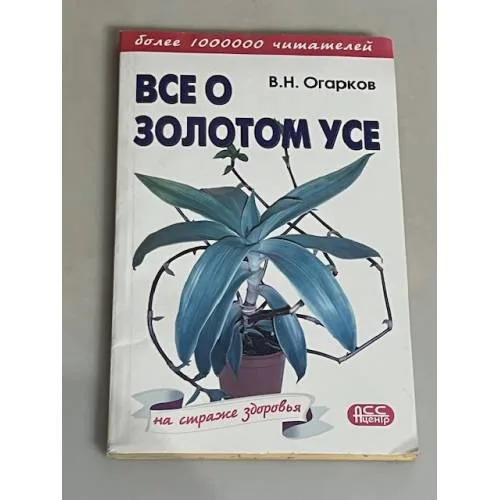 более 1000000 читателей
В.Н. Огарков
ВСЕ О
ЗОЛОТОМ УСЕ
на страже здоровья
АСС
центр